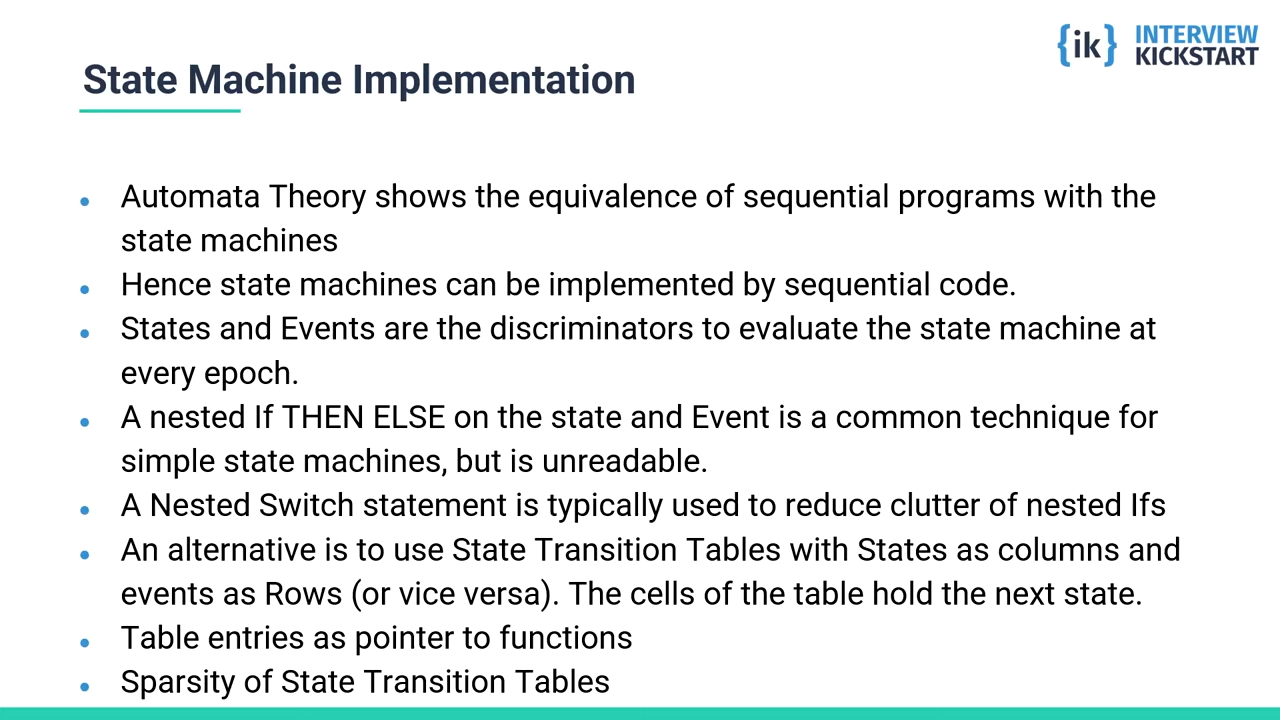 {ik} INTERVIEW
KICKSTART
State Machine Implementation
• Automata Theory shows the equivalence of sequential programs with the
state machines
• Hence state machines can be implemented by sequential code.
• States and Events are the discriminators to evaluate the state machine at
every epoch.
• A nested If THEN ELSE on the state and Event is a common technique for
simple state machines, but is unreadable.
• A Nested Switch statement is typically used to reduce clutter of nested Ifs
• An alternative is to use State Transition Tables with States as columns and
events as Rows (or vice versa). The cells of the table hold the next state.
• Table entries as pointer to functions
• Sparsity of State Transition Tables